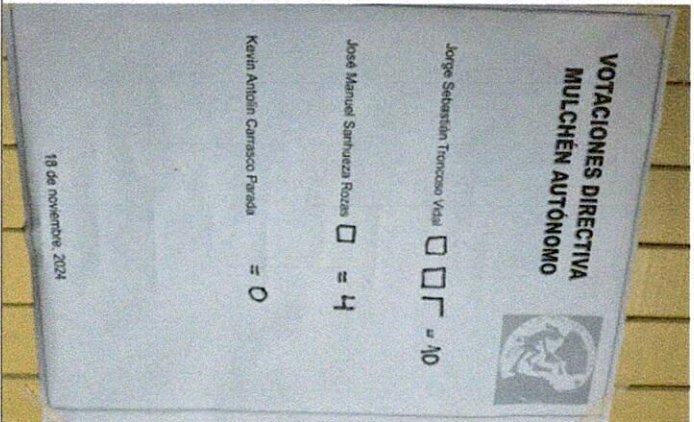 VOTACIONES DIRECTIVA
MULCHÉN AUTÓNOMO
Jorge Sebastián Troncoso Vidal = 10
José Manuel Sanhueza Rozas = 4
Kevin Antolín Carrasco Parada = 0
18 de noviembre, 2024